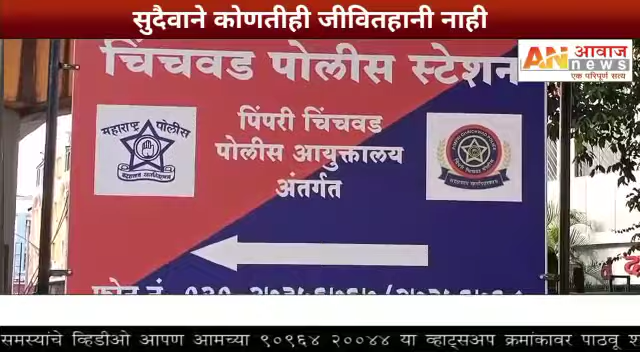 सुदैवाने कोणतीही जीवितहानी नाही
AN आवाज
news
एक परिपूर्ण सत्य
चिंचवड पोलीस स्टेशन
महाराष्ट्र पोलीस
पिंपरी चिंचवड
पोलीस आयुक्तालय
अंतर्गत
फोन नं
समस्यांचे व्हिडीओ आपण आमच्या ९०९६४ २००४४ या व्हाट्सअप क्रमांकावर पाठवू